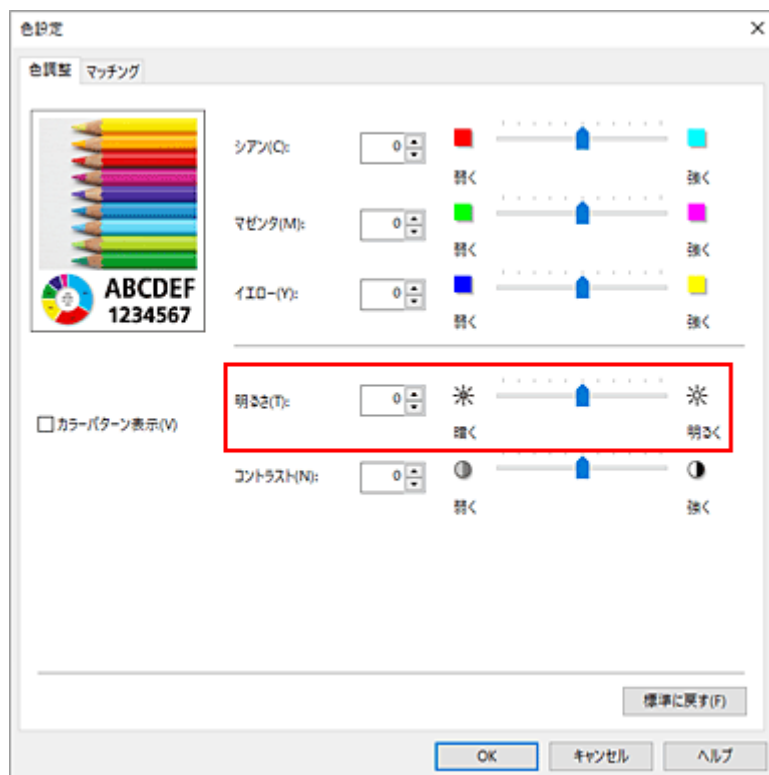 色設定
色調整 マッチング
ABCDEF
1234567
シアン(C): 0
弱く 強く
マゼンタ(M): 0
弱く 強く
イエロー(Y): 0
弱く 強く
明るさ(T): 0
暗く 明るく
カラーパターン表示(V)
コントラスト(N): 0
弱く 強く
標準に戻す(F)
OK キャンセル ヘルプ